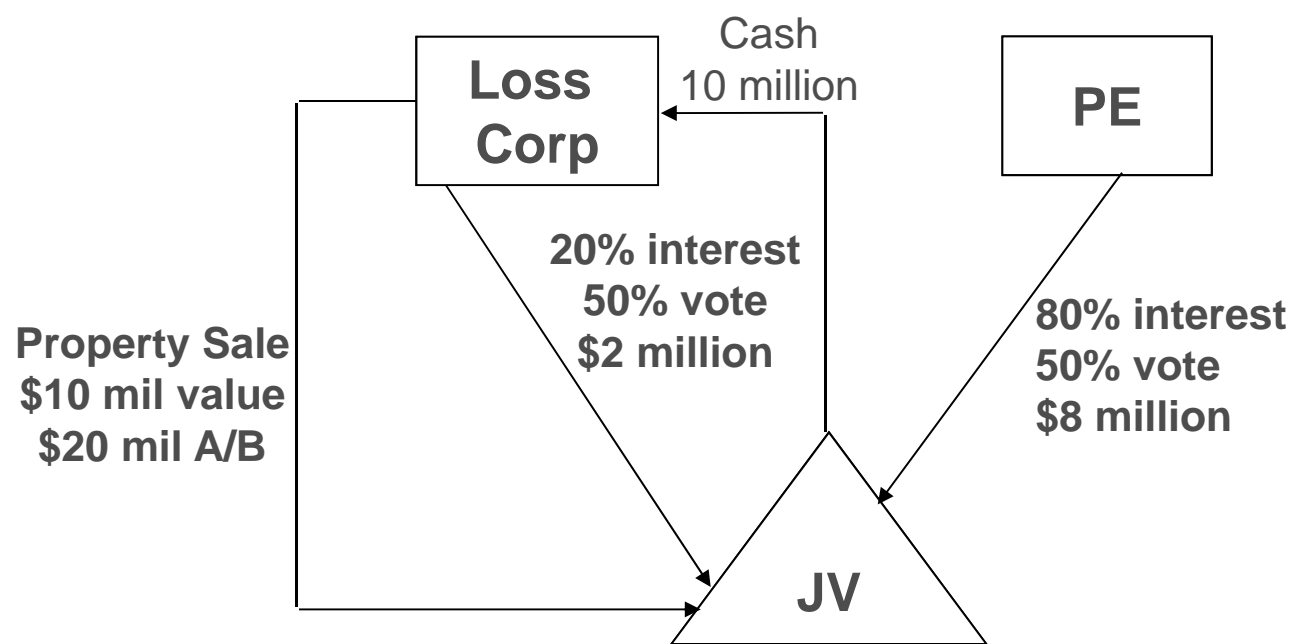 Cash
10 million
Loss
Corp
PE
20% interest
50% vote
$2 million
80% interest
50% vote
$8 million
Property Sale
$10 mil value
$20 mil A/B
JV